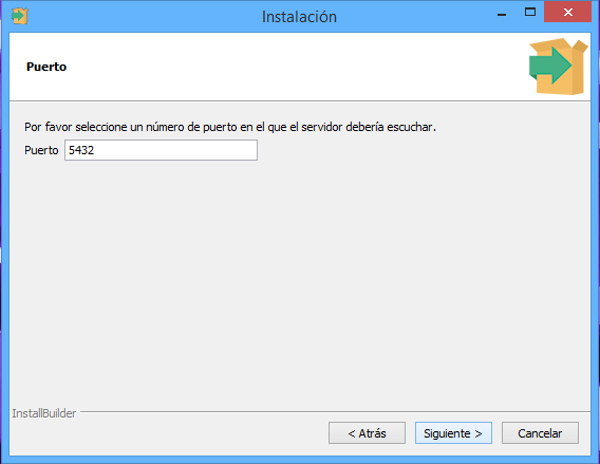 Instalación
Puerto
Por favor seleccione un número de puerto en el que el servidor debería escuchar.
Puerto 5432
InstallBuilder
< Atrás Siguiente > Cancelar